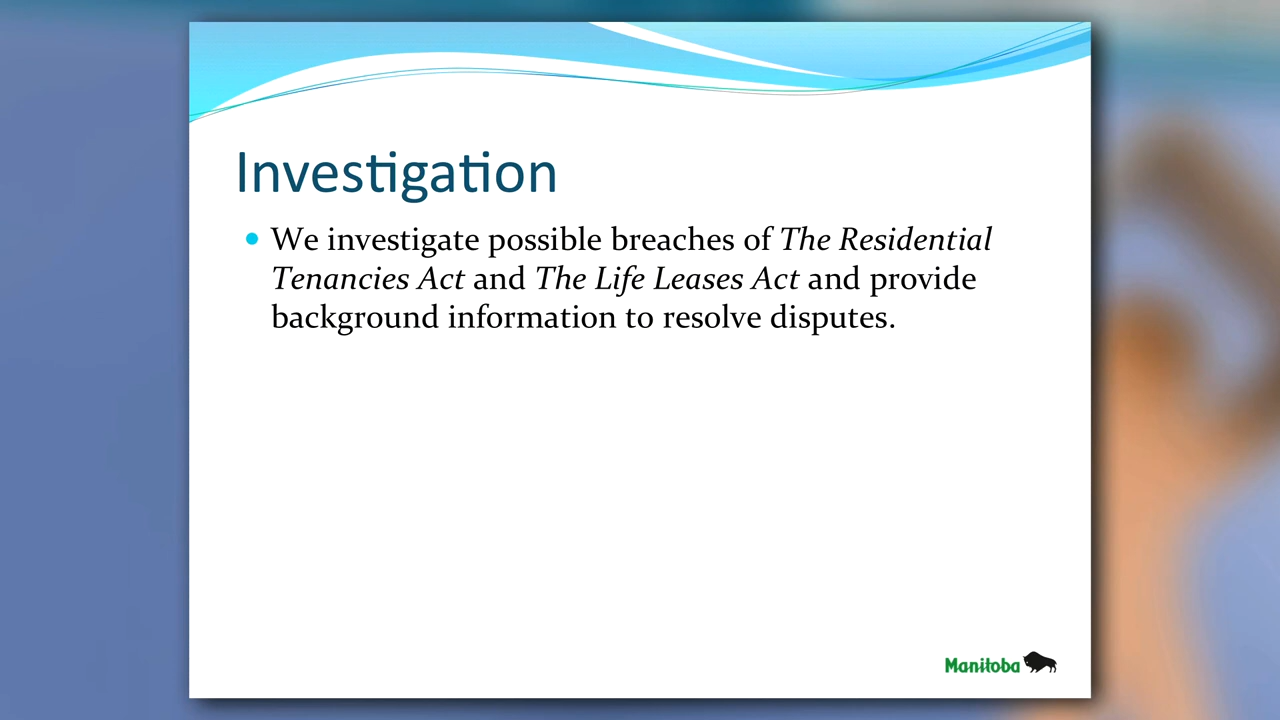 Investigation
• We investigate possible breaches of The Residential
Tenancies Act and The Life Leases Act and provide
background information to resolve disputes.
Manitoba